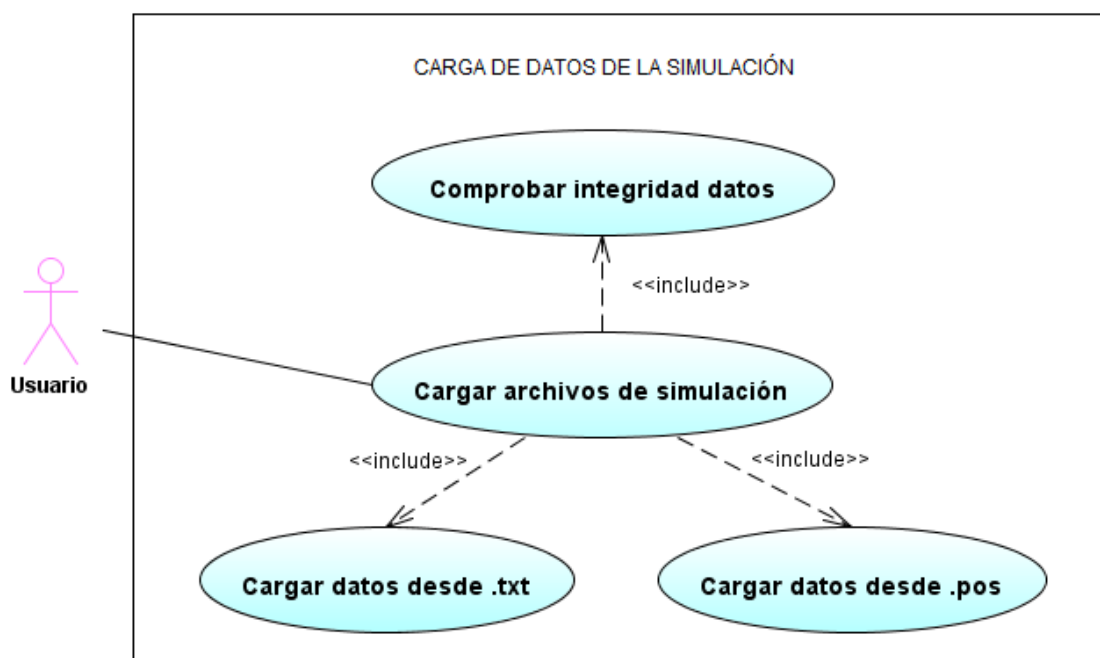 CARGA DE DATOS DE LA SIMULACIÓN
Comprobar integridad datos
<<include>>
Usuario
Cargar archivos de simulación
<<include>>
<<include>>
Cargar datos desde .txt
Cargar datos desde .pos